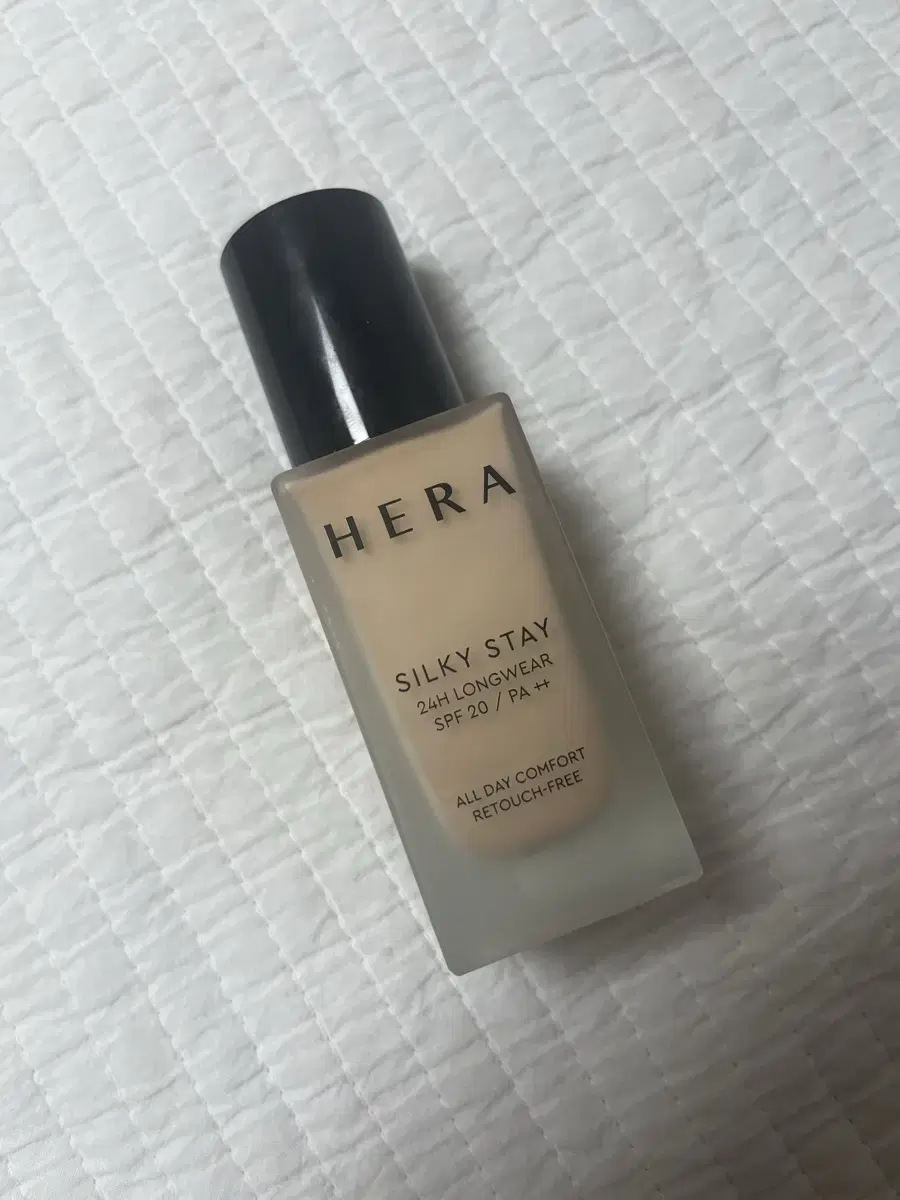 HERA
SILKY STAY
24H LONGWEAR
SPF 20 / PA ++
ALL DAY COMFORT
RETOUCH-FREE